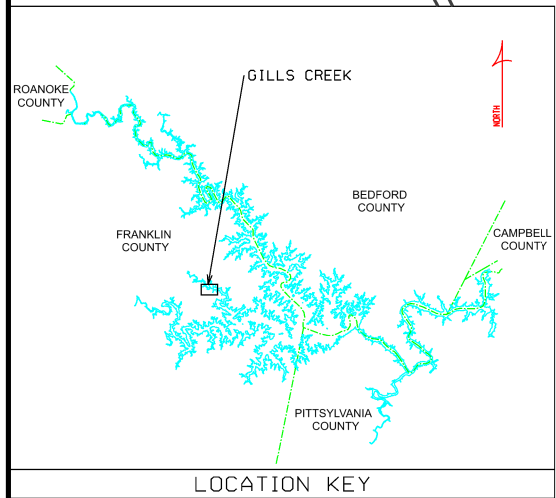 GILLS CREEK
ROANOKE
COUNTY
NORTH
BEDFORD
COUNTY
FRANKLIN
COUNTY
CAMPBELL
COUNTY
PITTSYLVANIA
COUNTY
LOCATION KEY